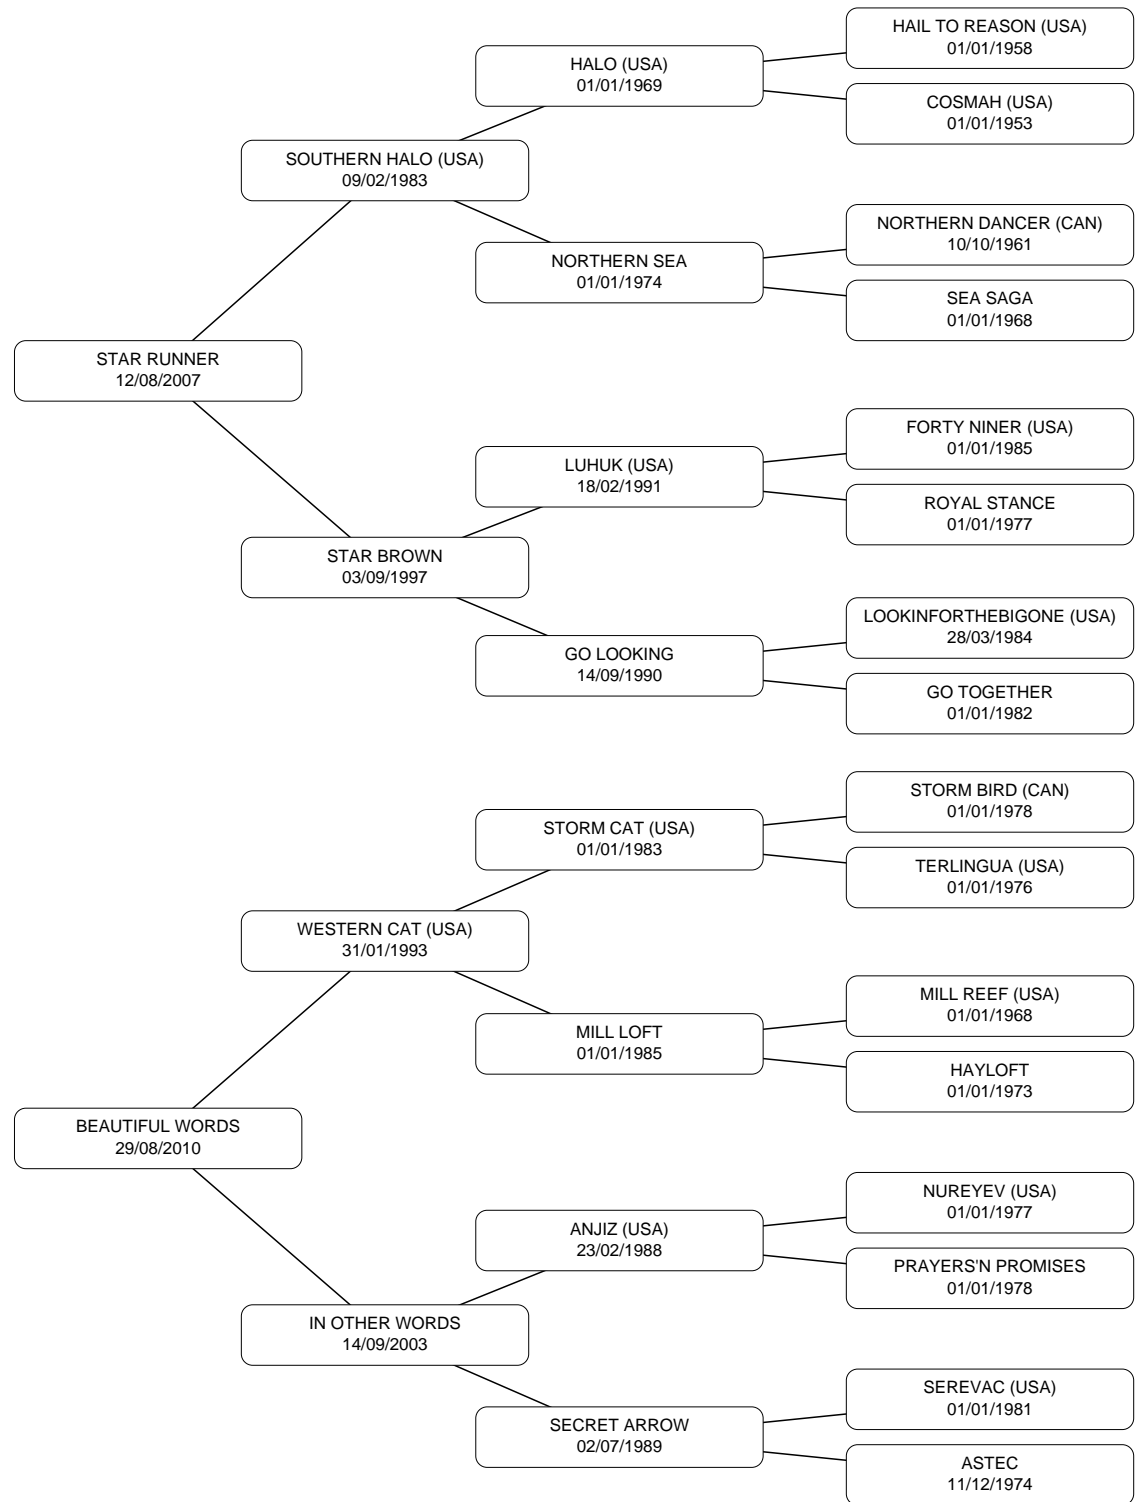 HAIL TO REASON (USA)
01/01/1958
HALO (USA)
01/01/1969
COSMAH (USA)
01/01/1953
SOUTHERN HALO (USA)
09/02/1983
NORTHERN DANCER (CAN)
10/10/1961
NORTHERN SEA
01/01/1974
SEA SAGA
01/01/1968
STAR RUNNER
12/08/2007
FORTY NINER (USA)
01/01/1985
LUHUK (USA)
18/02/1991
ROYAL STANCE
01/01/1977
STAR BROWN
03/09/1997
LOOKINFORTHEBIGONE (USA)
28/03/1984
GO LOOKING
14/09/1990
GO TOGETHER
01/01/1982
STORM BIRD (CAN)
01/01/1978
STORM CAT (USA)
01/01/1983
TERLINGUA (USA)
01/01/1976
WESTERN CAT (USA)
31/01/1993
MILL REEF (USA)
01/01/1968
MILL LOFT
01/01/1985
HAYLOFT
01/01/1973
BEAUTIFUL WORDS
29/08/2010
NUREYEV (USA)
01/01/1977
ANJIZ (USA)
23/02/1988
PRAYERS'N PROMISES
01/01/1978
IN OTHER WORDS
14/09/2003
SEREVAC (USA)
01/01/1981
SECRET ARROW
02/07/1989
ASTEC
11/12/1974